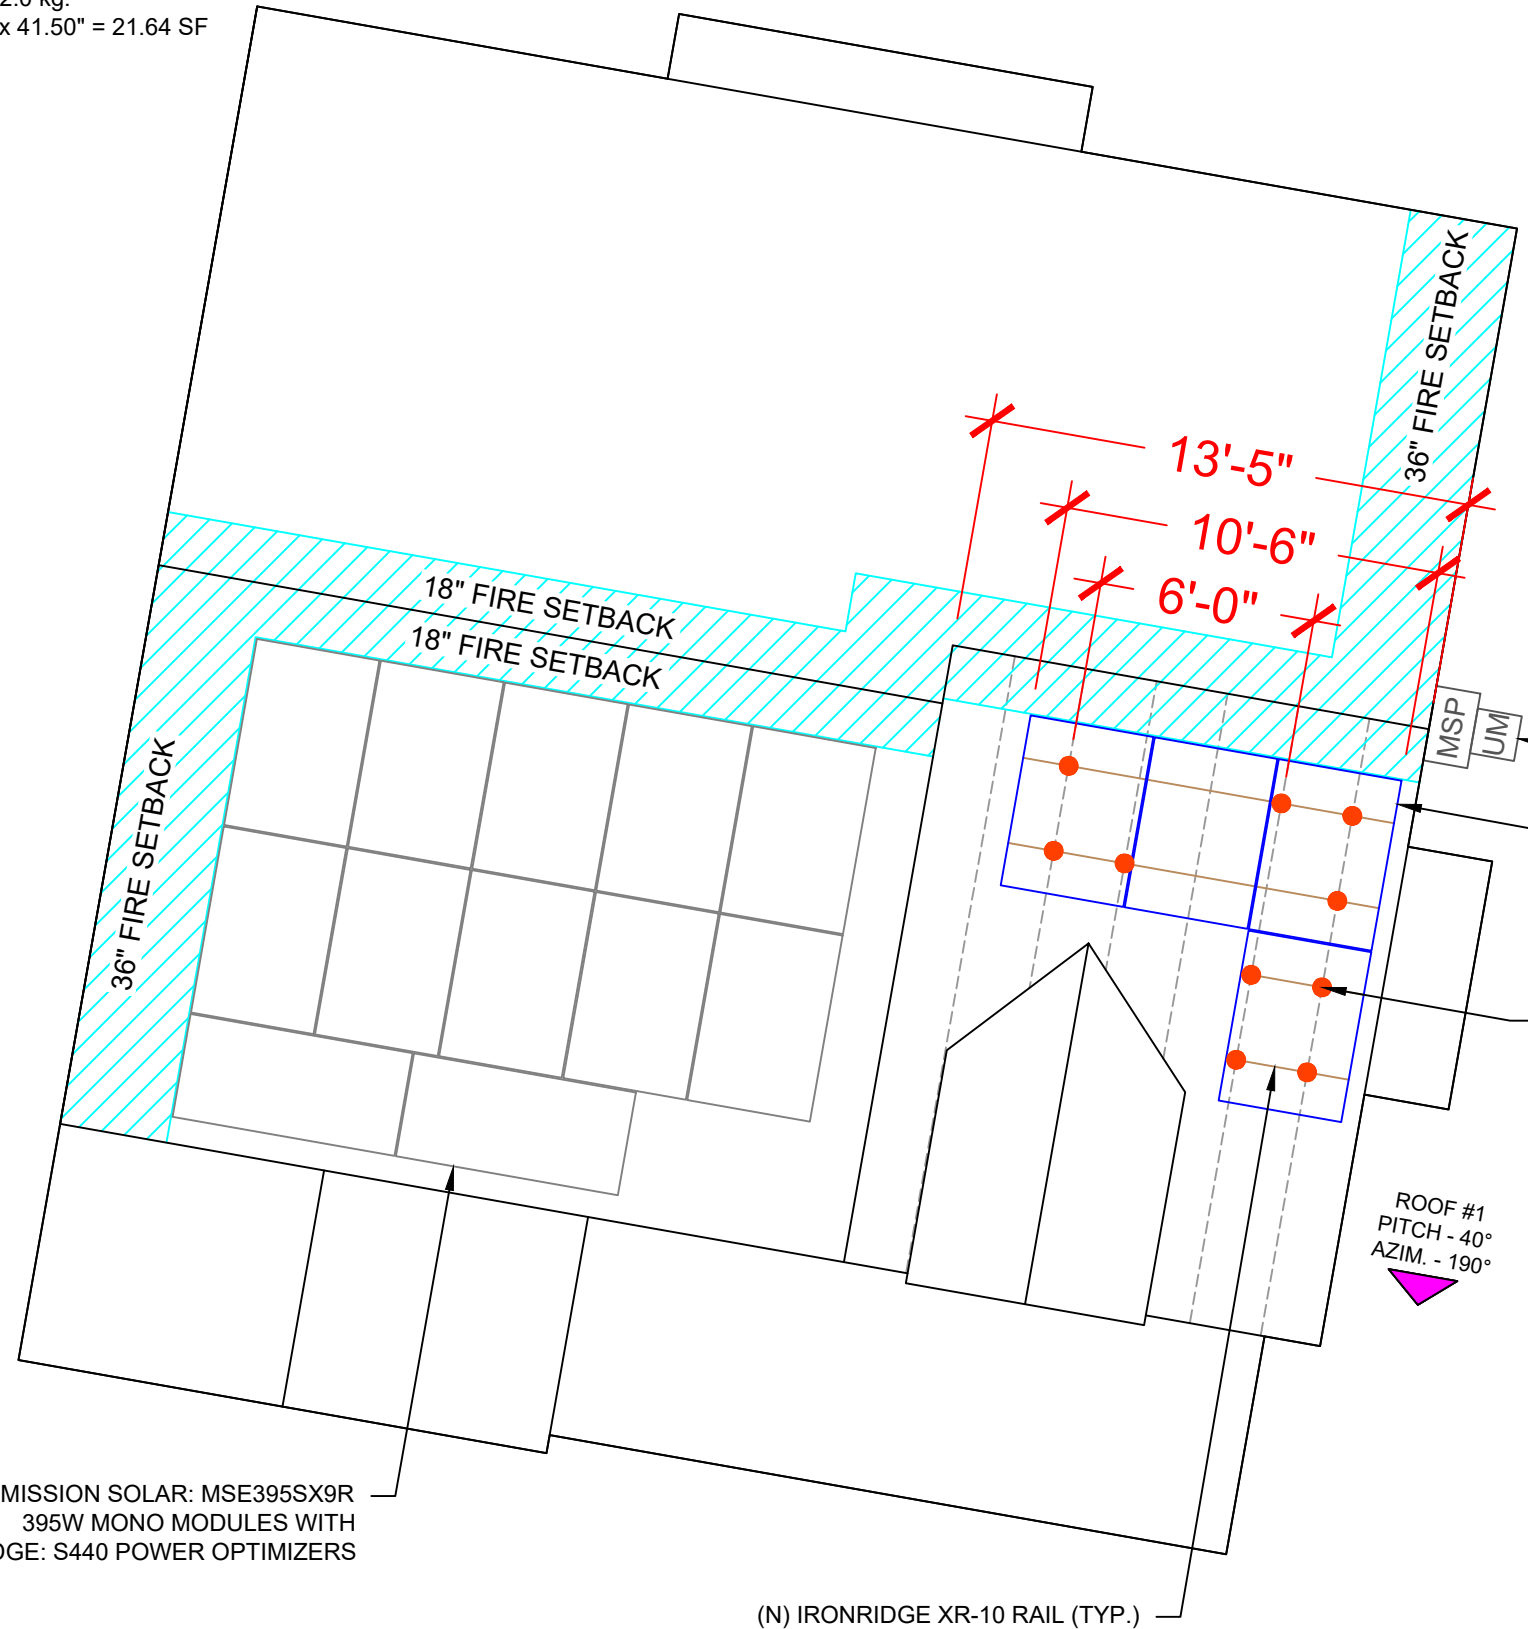 x 41.50" = 21.64 SF
36" FIRE SETBACK
13'-5"
10'-6"
6'-0"
18" FIRE SETBACK
18" FIRE SETBACK
MSP
UM
36" FIRE SETBACK
ROOF #1
PITCH - 40°
AZIM. - 190°
MISSION SOLAR: MSE395SX9R
395W MONO MODULES WITH
S440 POWER OPTIMIZERS
(N) IRONRIDGE XR-10 RAIL (TYP.)